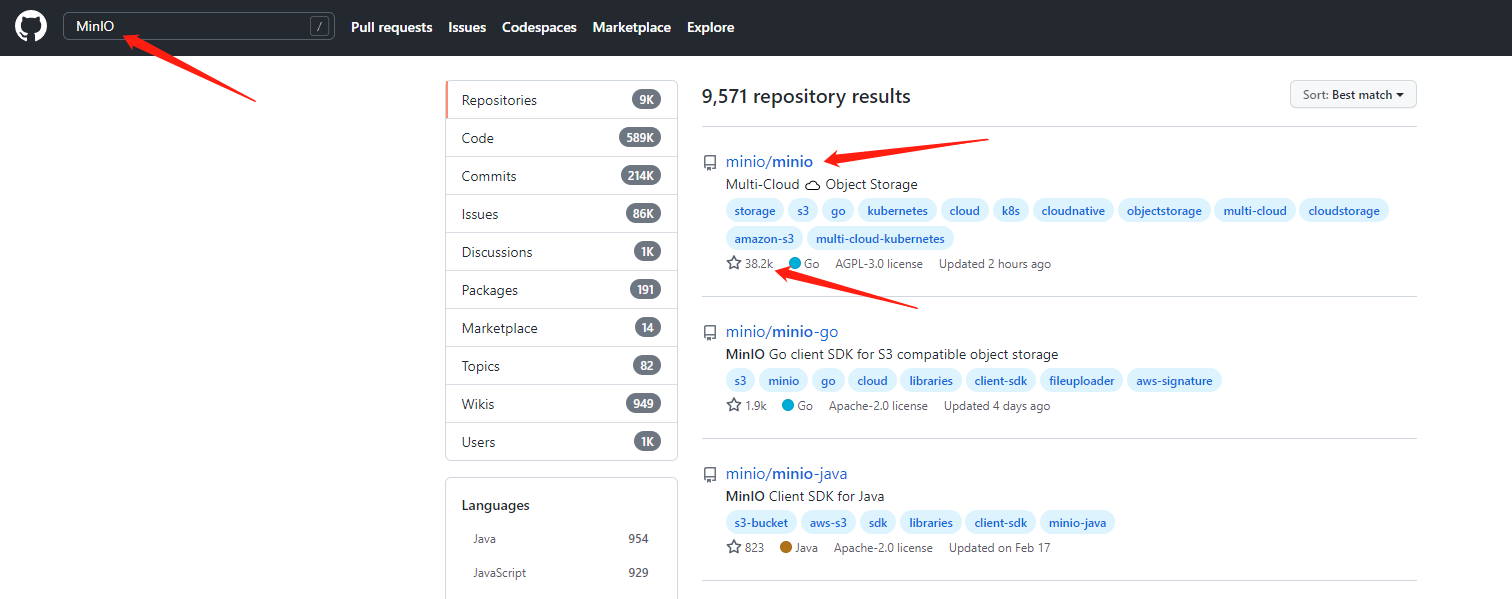 MinIO / Pull requests Issues Codespaces Marketplace Explore
Repositories 9K
Code 589K
Commits 214K
Issues 86K
Discussions 1K
Packages 191
Marketplace 14
Topics 82
Wikis 949
Users 1K
Languages
Java 954
JavaScript 929
9,571 repository results
Sort: Best match
minio/minio
Multi-Cloud Object Storage
storage s3 go kubernetes cloud k8s cloudnative objectstorage multi-cloud cloudstorage
amazon-s3 multi-cloud-kubernetes
38.2k Go AGPL-3.0 license Updated 2 hours ago
minio/minio-go
MinIO Go client SDK for S3 compatible object storage
s3 minio go cloud libraries client-sdk fileuploader aws-signature
1.9k Go Apache-2.0 license Updated 4 days ago
minio/minio-java
MinIO Client SDK for Java
s3-bucket aws-s3 sdk libraries client-sdk minio-java
823 Java Apache-2.0 license Updated on Feb 17